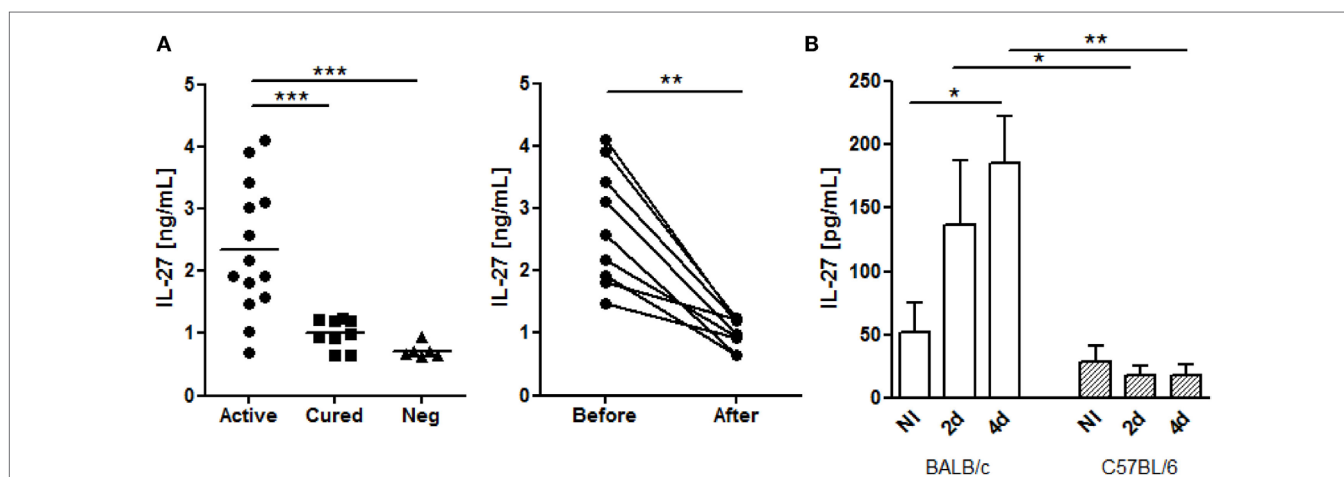 A
IL-27 [ng/mL]
5
4
3
2
1
0
***
***
Active Cured Neg
IL-27 [ng/mL]
5
4
3
2
1
0
**
Before After
B
IL-27 [pg/mL]
250
200
150
100
50
0
**
*
*
NI 2d 4d NI 2d 4d
BALB/c C57BL/6